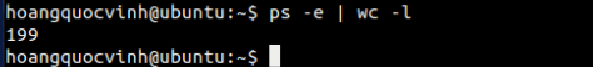 hoangquocvinh@ubuntu:~$ ps -e | wc -l
199
hoangquocvinh@ubuntu:~$